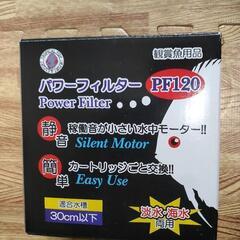 観賞魚用品
パワーフィルター PF120
Power Filter
静音 稼働音が小さい水中モーター!!
Silent Motor
簡単 カートリッジごと交換!!
Easy Use
適合水槽
30cm以下
淡水・海水
両用